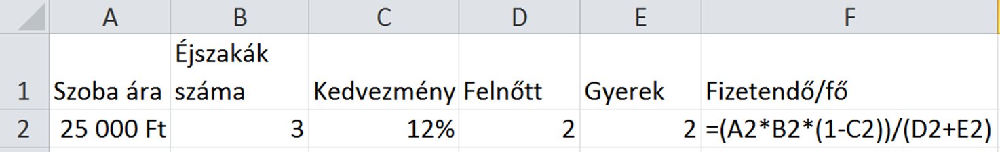 A B C D E F
1 Szoba ára Éjszakák száma Kedvezmény Felnőtt Gyerek Fizetendő/fő
2 25 000 Ft 3 12% 2 2 =(A2*B2*(1-C2))/(D2+E2)